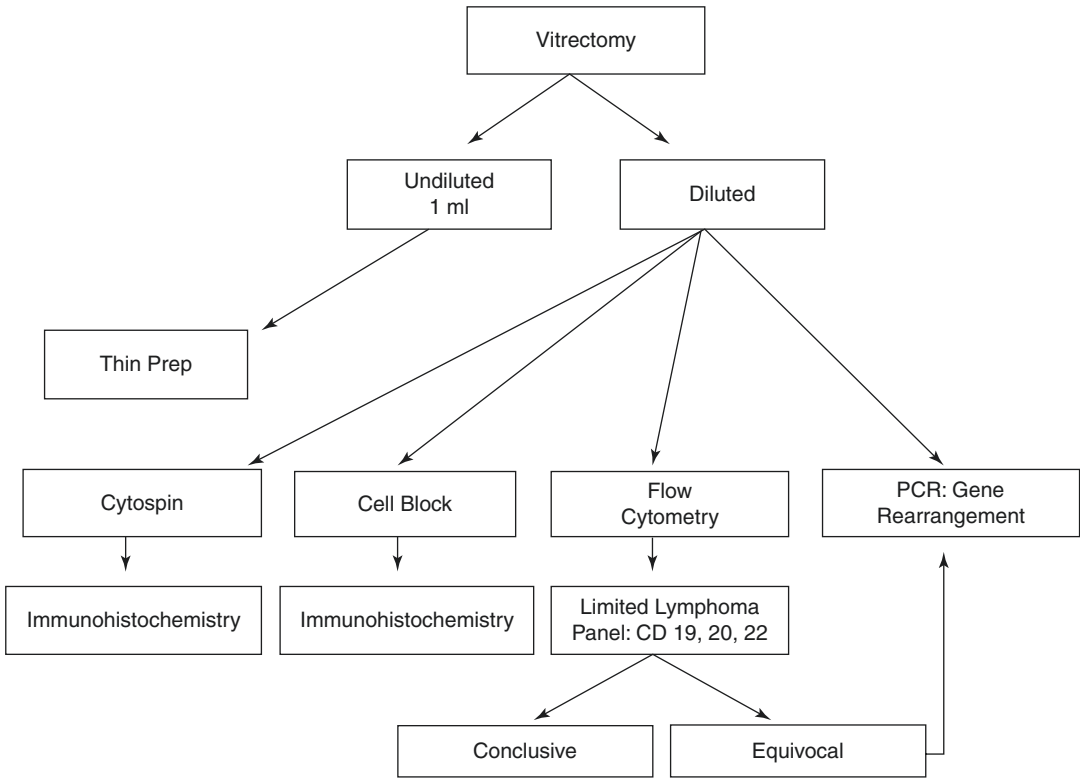 Vitrectomy
Undiluted
1 ml
Diluted
Thin Prep
Cytospin
Cell Block
Flow
Cytometry
PCR: Gene
Rearrangement
Immunohistochemistry
Immunohistochemistry
Limited Lymphoma
Panel: CD 19, 20, 22
Conclusive
Equivocal